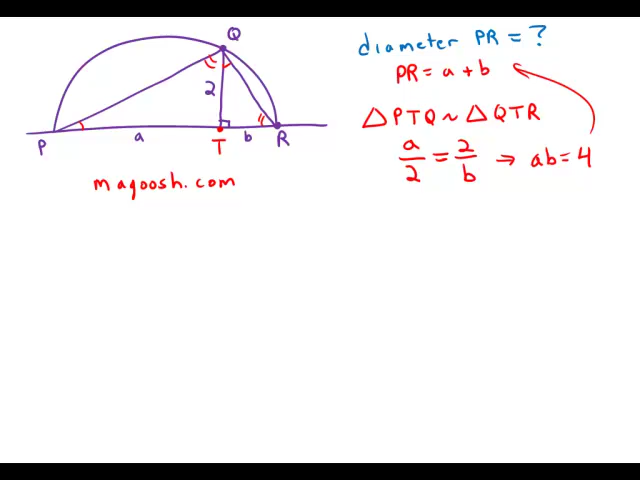 Q
diameter PR = ?
PR = a + b
2
△PTQ ~ △QTR
P
a
T
b
R
a/2 = 2/b ⇒ ab = 4
magoosh.com